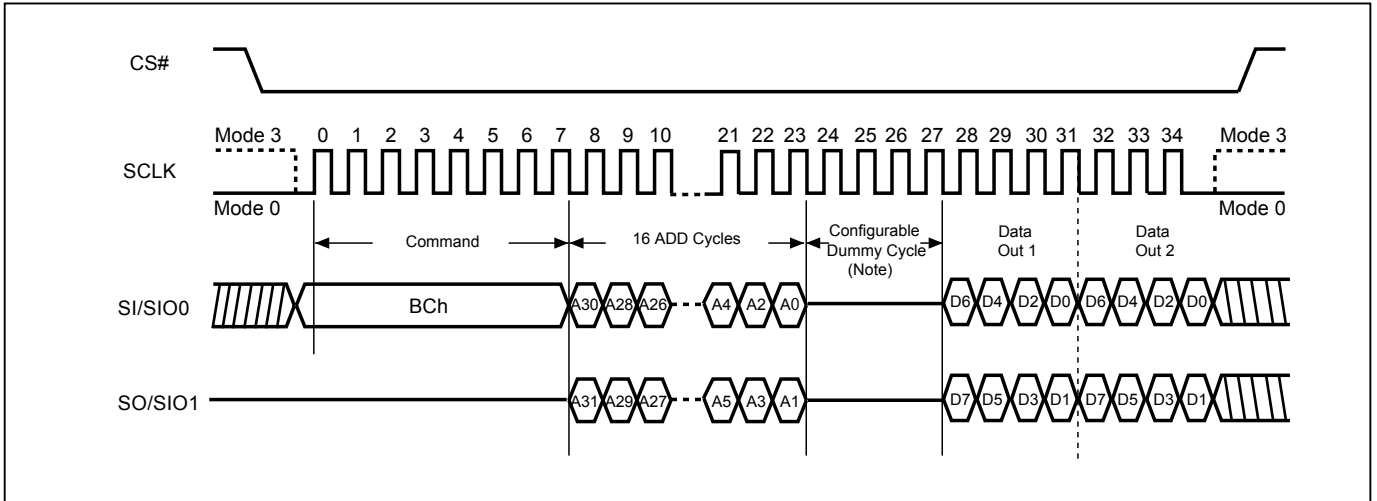 CS#
Mode 3 0 1 2 3 4 5 6 7 8 9 10 21 22 23 24 25 26 27 28 29 30 31 32 33 34 Mode 3
SCLK
Mode 0 Mode 0
Command 16 ADD Cycles Configurable Dummy Cycle (Note) Data Out 1 Data Out 2
SI/SIO0 BCh A30 A28 A26 A4 A2 A0 D6 D4 D2 D0 D6 D4 D2 D0
SO/SIO1 A31 A29 A27 A5 A3 A1 D7 D5 D3 D1 D7 D5 D3 D1